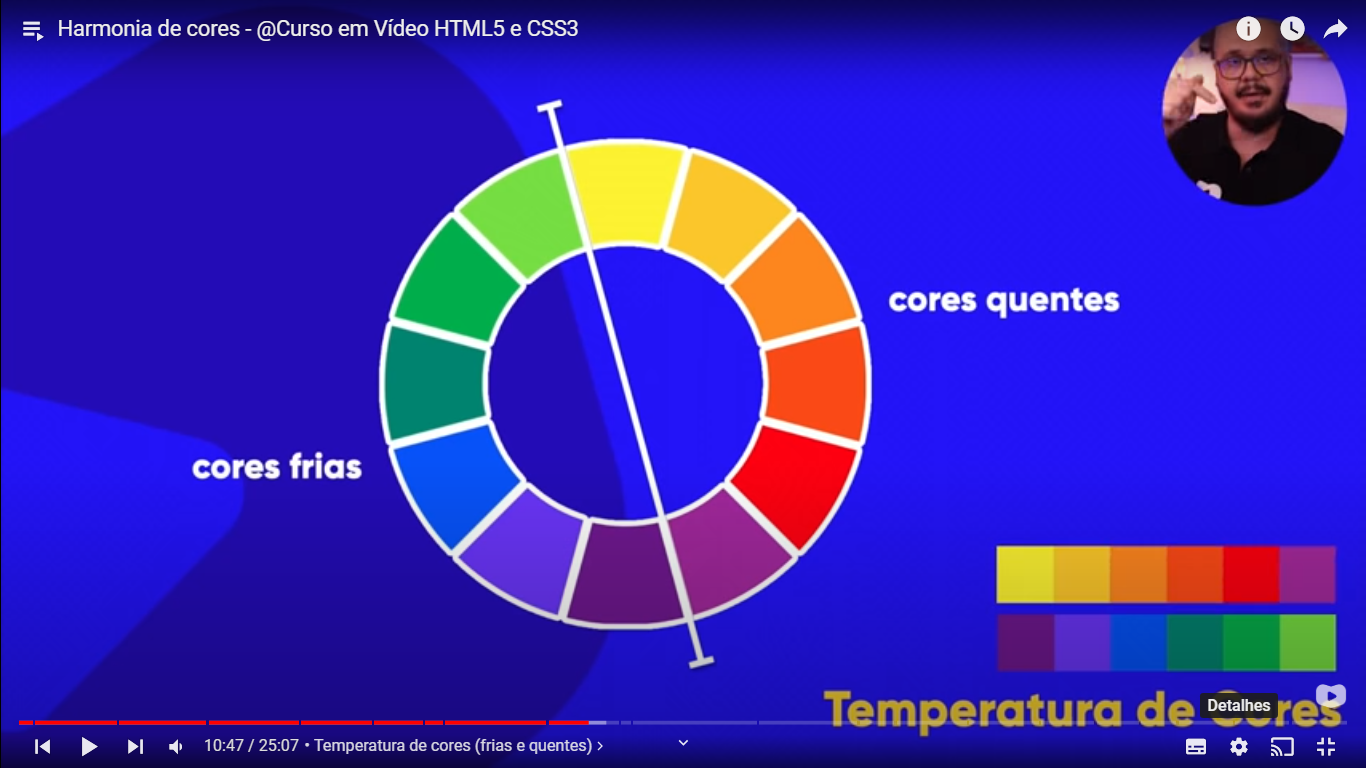 Harmonia de cores - @Curso em Vídeo HTML5 e CSS3
cores quentes
cores frias
Temperatura de Cores
Detalhes
10:47 / 25:07 • Temperatura de cores (frias e quentes) ›